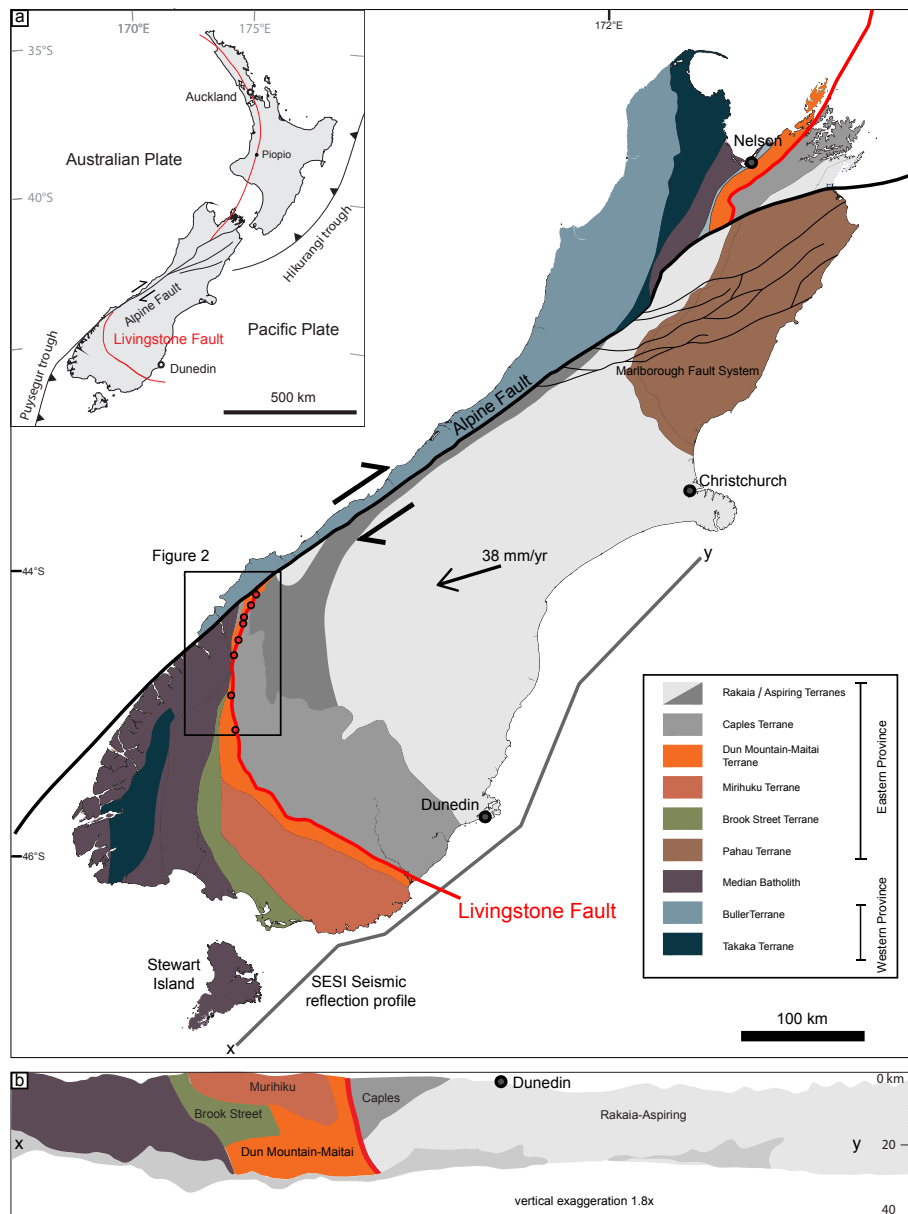 a
170°E
175°E
35°S
Auckland
Australian Plate
Piopio
40°S
Hikurangi trough
Alpine Fault
Pacific Plate
Livingstone Fault
Puysegur trough
Dunedin
500 km
172°E
Nelson
Marlborough Fault System
Alpine Fault
Christchurch
Figure 2
38 mm/yr
y
44°S
Rakaia / Aspiring Terranes
Caples Terrane
Dun Mountain-Maitai
Terrane
Mirihuku Terrane
Brook Street Terrane
Pahau Terrane
Median Batholith
BullerTerrane
Takaka Terrane
Eastern Province
Western Province
Dunedin
46°S
Livingstone Fault
Stewart
Island
SESI Seismic
reflection profile
x
100 km
b
Murihiku
Caples
Dunedin
0 km
Brook Street
Rakaia-Aspiring
x
Dun Mountain-Maitai
y
20
vertical exaggeration 1.8x
40